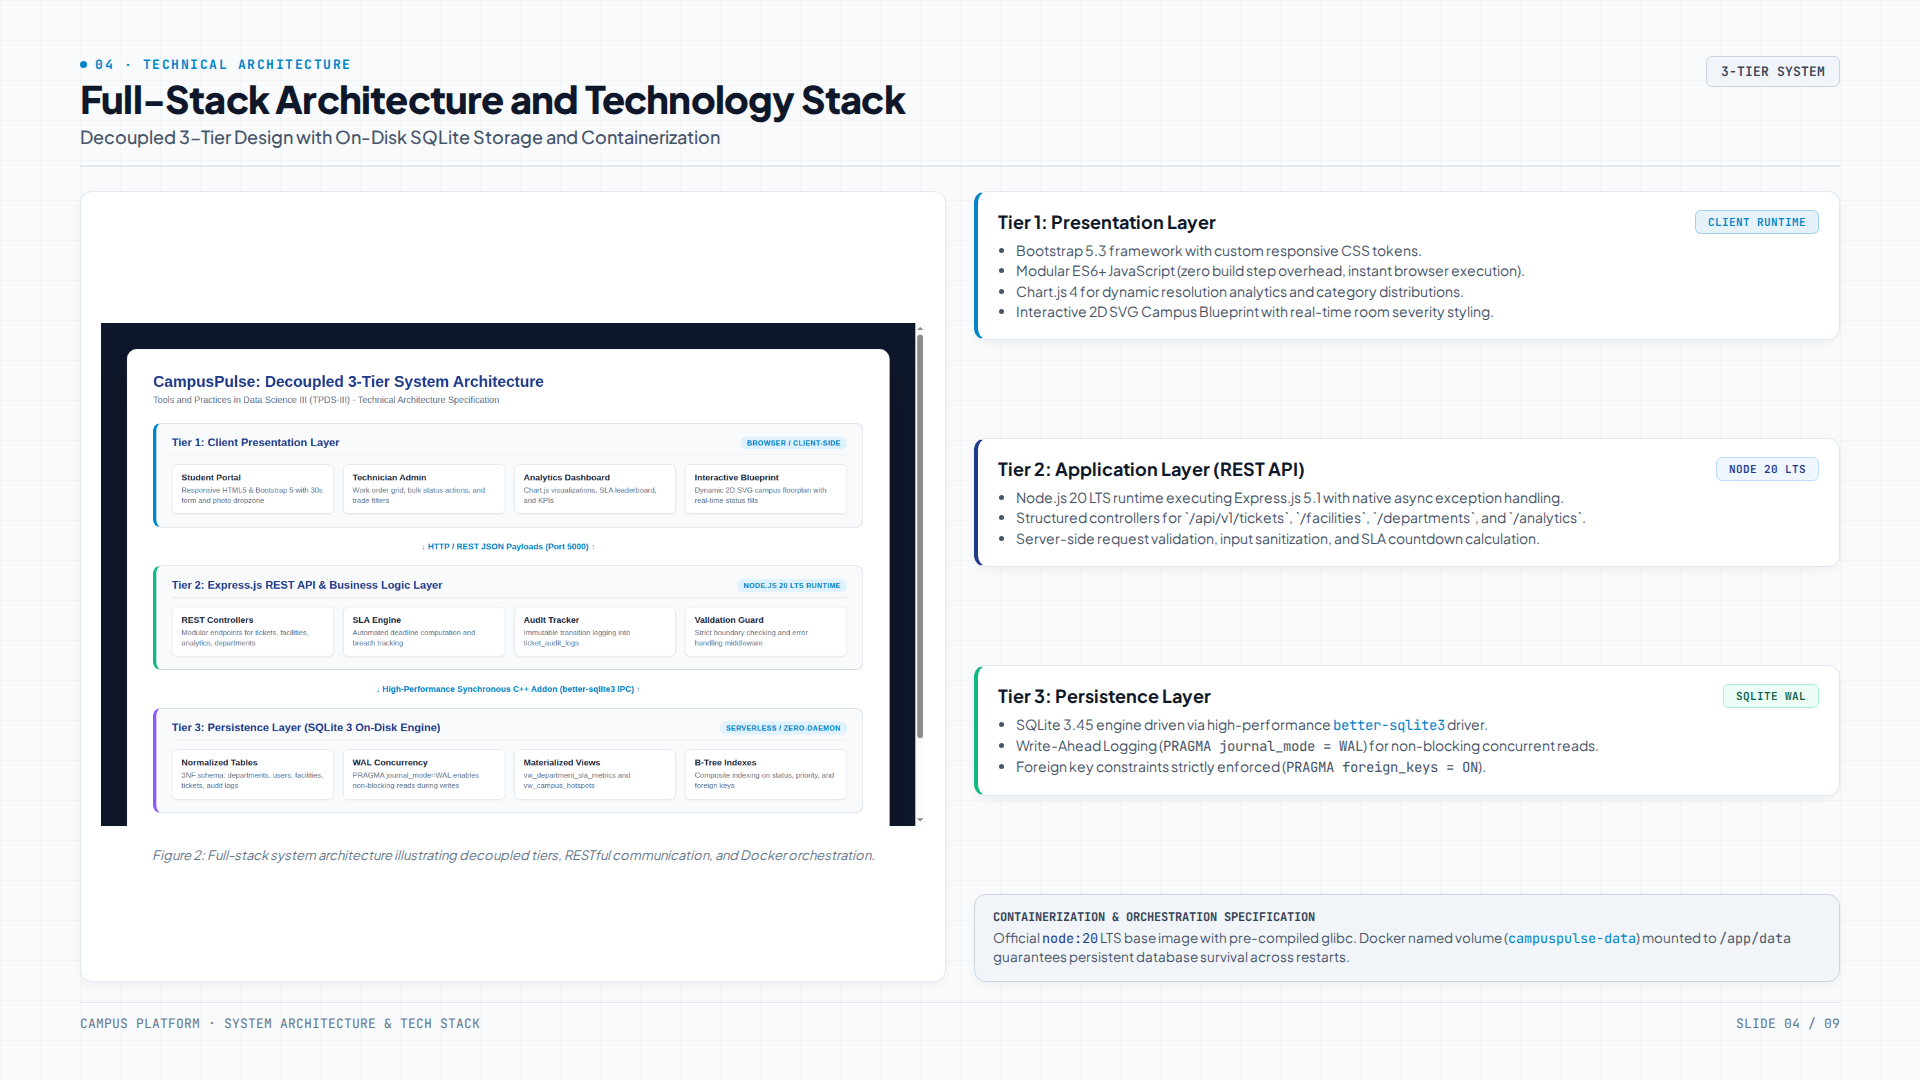 04 · TECHNICAL ARCHITECTURE
Full-Stack Architecture and Technology Stack
Decoupled 3-Tier Design with On-Disk SQLite Storage and Containerization
3-TIER SYSTEM
CampusPulse: Decoupled 3-Tier System Architecture
Tools and Practices in Data Science III (TPDS-III) - Technical Architecture Specification
Tier 1: Client Presentation Layer
BROWSER / CLIENT-SIDE
Student Portal
Responsive HTML5 & Bootstrap 5 with 30s
form and photo dropzone
Technician Admin
Work order grid, bulk status actions, and
trade filters
Analytics Dashboard
Chart.js visualizations, SLA leaderboard,
and KPIs
Interactive Blueprint
Dynamic 2D SVG campus floorplan with
real-time status fills
↓ HTTP / REST JSON Payloads (Port 5000) ↑
Tier 2: Express.js REST API & Business Logic Layer
NODE.JS 20 LTS RUNTIME
REST Controllers
Modular endpoints for tickets, facilities,
analytics, departments
SLA Engine
Automated deadline computation and
breach tracking
Audit Tracker
Immutable transition logging into
ticket_audit_logs
Validation Guard
Strict boundary checking and error
handling middleware
↓ High-Performance Synchronous C++ Addon (better-sqlite3 IPC) ↑
Tier 3: Persistence Layer (SQLite 3 On-Disk Engine)
SERVERLESS / ZERO-DAEMON
Normalized Tables
3NF schema: departments, users, facilities,
tickets, audit logs
WAL Concurrency
PRAGMA journal_mode=WAL enables
non-blocking reads during writes
Materialized Views
vw_department_sla_metrics and
vw_campus_hotspots
B-Tree Indexes
Composite indexing on status, priority, and
foreign keys
Figure 2: Full-stack system architecture illustrating decoupled tiers, RESTful communication, and Docker orchestration.
Tier 1: Presentation Layer
CLIENT RUNTIME
• Bootstrap 5.3 framework with custom responsive CSS tokens.
• Modular ES6+ JavaScript (zero build step overhead, instant browser execution).
• Chart.js 4 for dynamic resolution analytics and category distributions.
• Interactive 2D SVG Campus Blueprint with real-time room severity styling.
Tier 2: Application Layer (REST API)
NODE 20 LTS
• Node.js 20 LTS runtime executing Express.js 5.1 with native async exception handling.
• Structured controllers for `/api/v1/tickets`, `/facilities`, `/departments`, and `/analytics`.
• Server-side request validation, input sanitization, and SLA countdown calculation.
Tier 3: Persistence Layer
SQLITE WAL
• SQLite 3.45 engine driven via high-performance better-sqlite3 driver.
• Write-Ahead Logging (PRAGMA journal_mode = WAL) for non-blocking concurrent reads.
• Foreign key constraints strictly enforced (PRAGMA foreign_keys = ON).
CONTAINERIZATION & ORCHESTRATION SPECIFICATION
Official node:20 LTS base image with pre-compiled glibc. Docker named volume (campuspulse-data) mounted to /app/data
guarantees persistent database survival across restarts.
CAMPUS PLATFORM · SYSTEM ARCHITECTURE & TECH STACK
SLIDE 04 / 09